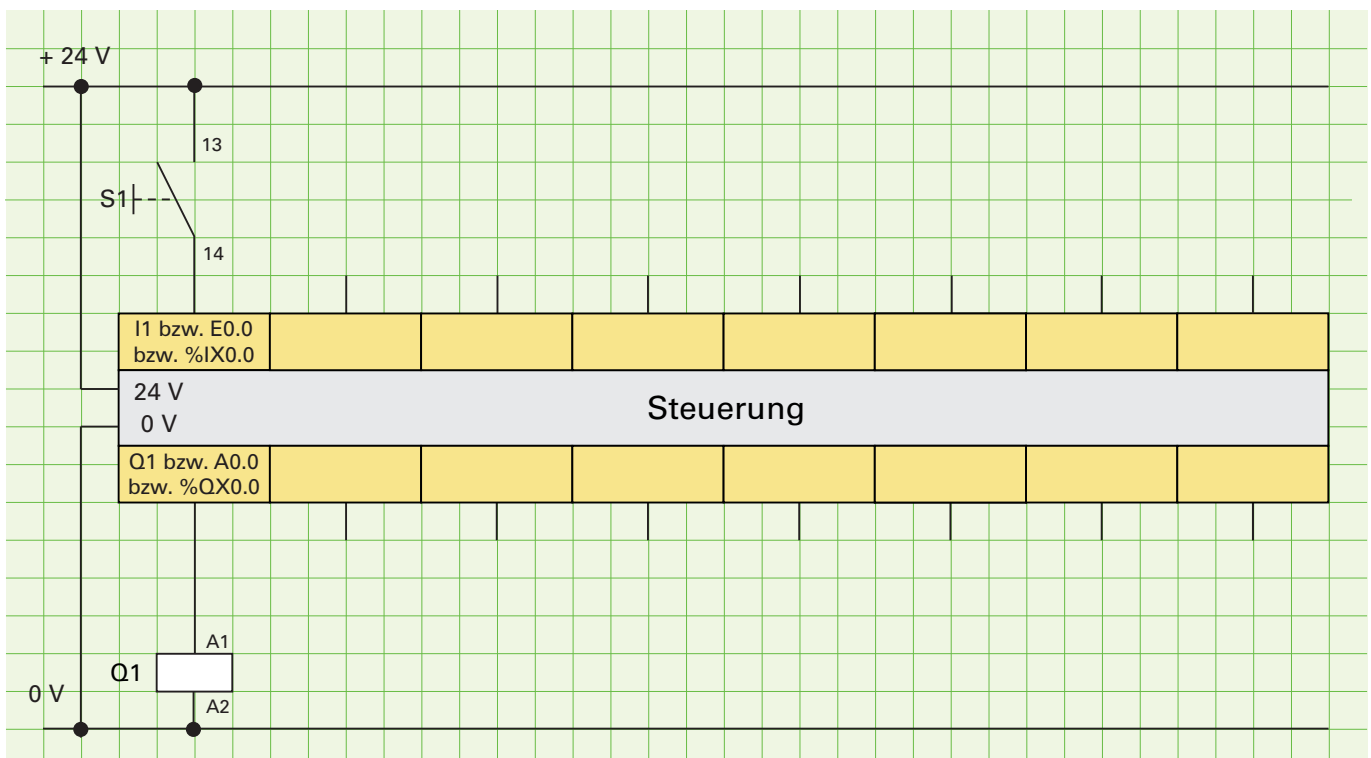 + 24 V
13
S1
14
I1 bzw. E0.0
bzw. %IX0.0
24 V
0 V
Steuerung
Q1 bzw. A0.0
bzw. %QX0.0
A1
Q1
0 V
A2